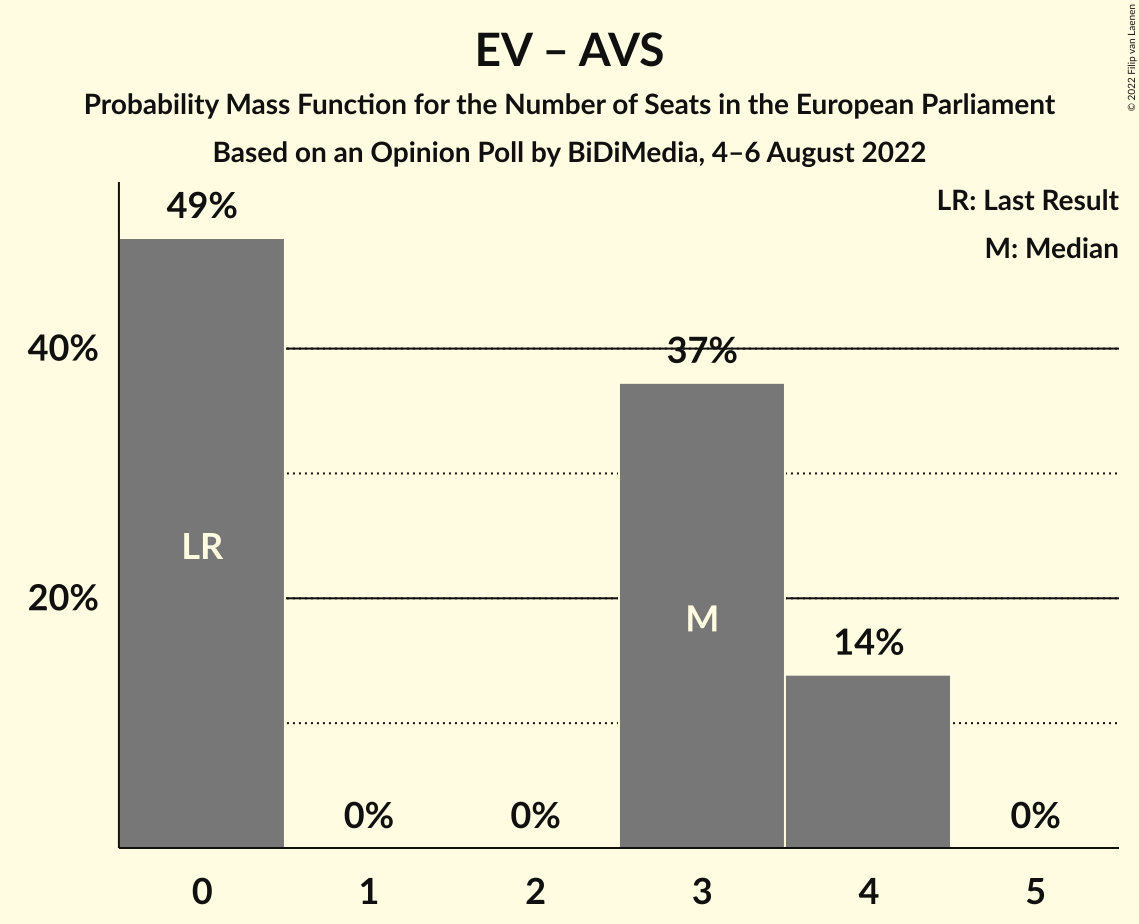 EV – AVS
Probability Mass Function for the Number of Seats in the European Parliament
Based on an Opinion Poll by BiDiMedia, 4–6 August 2022
© 2022 Filip van Laenen
LR: Last Result
M: Median
49%
40%
37%
LR
20%
M
14%
0%
0%
0%
0 1 2 3 4 5